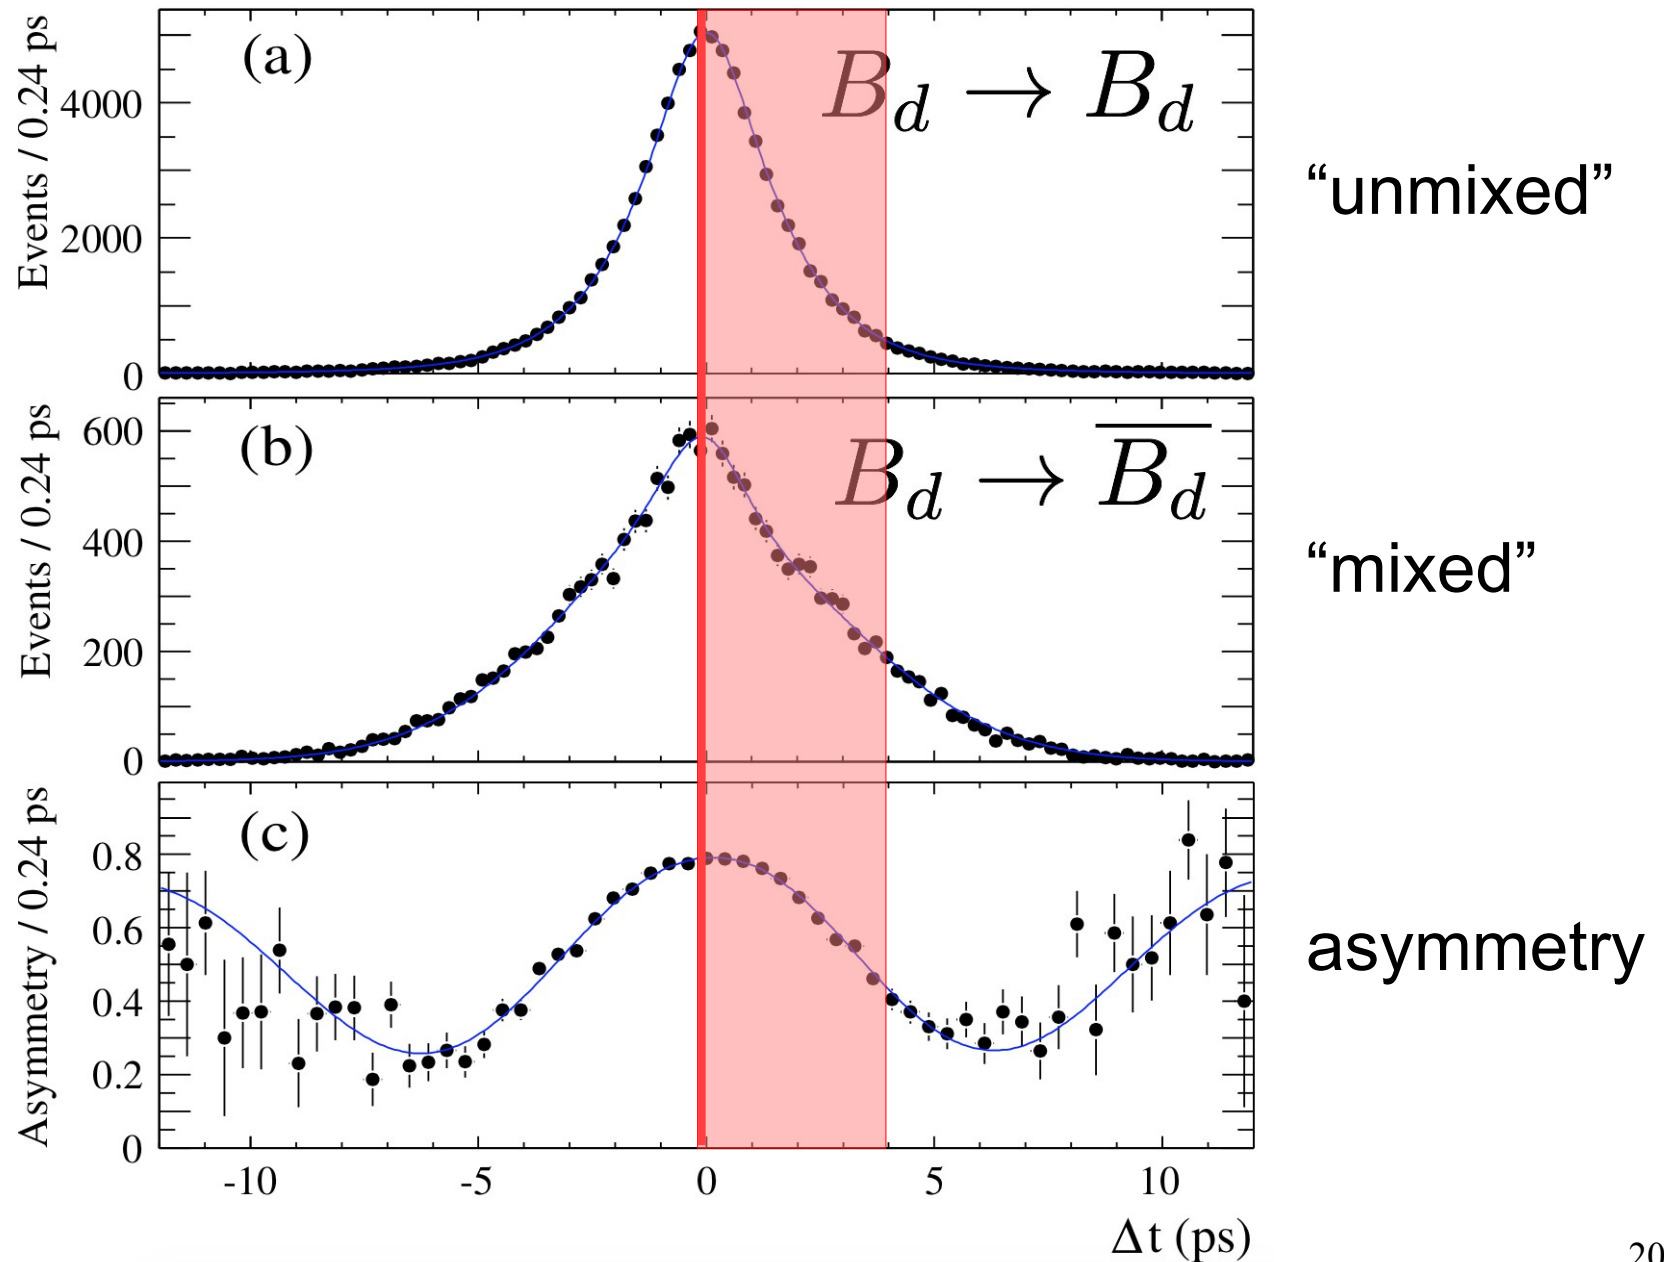 (a)
B_d → B_d
“unmixed”
Events / 0.24 ps
4000
2000
0
(b)
B_d → \overline{B_d}
“mixed”
Events / 0.24 ps
600
400
200
0
(c)
asymmetry
Asymmetry / 0.24 ps
0.8
0.6
0.4
0.2
0
-10 -5 0 5 10
Δt (ps)
20